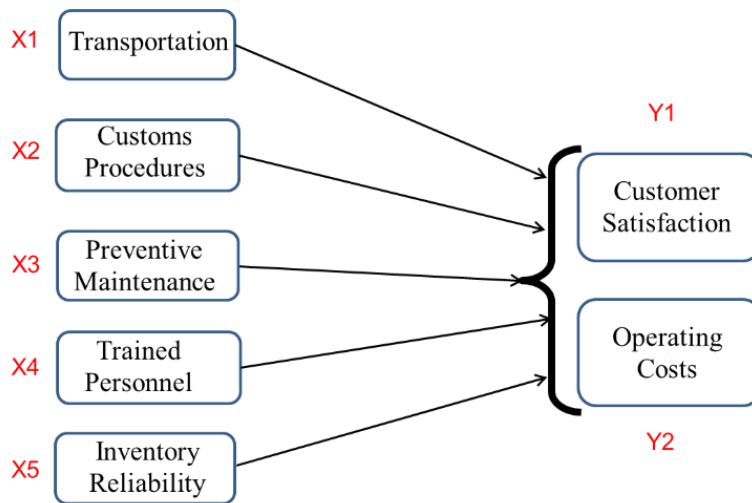 X1
Transportation
X2
Customs
Procedures
X3
Preventive
Maintenance
X4
Trained
Personnel
X5
Inventory
Reliability
Y1
Customer
Satisfaction
Operating
Costs
Y2